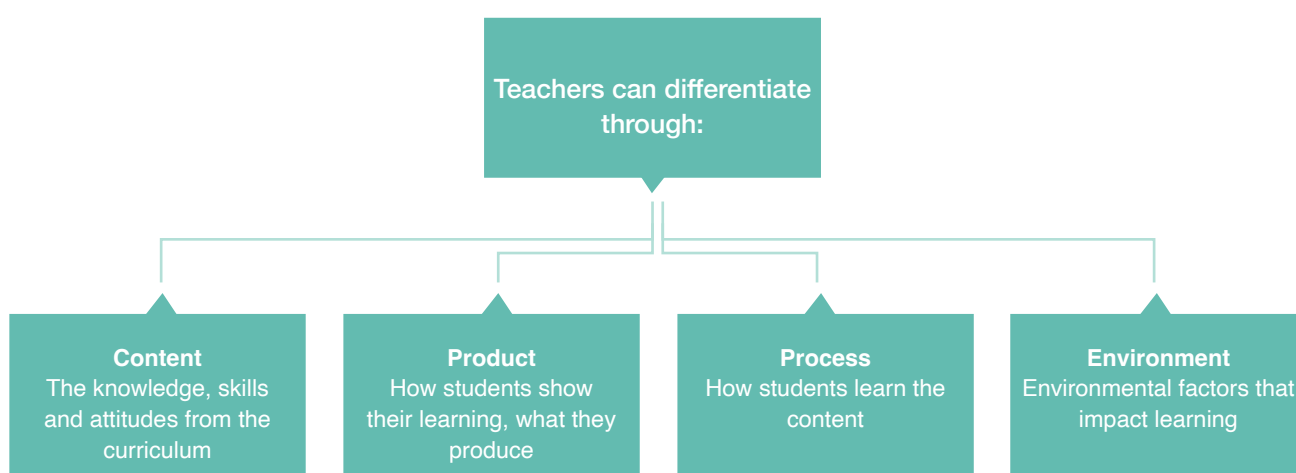 Teachers can differentiate
through:
Content
The knowledge, skills
and attitudes from the
curriculum
Product
How students show
their learning, what they
produce
Process
How students learn the
content
Environment
Environmental factors that
impact learning